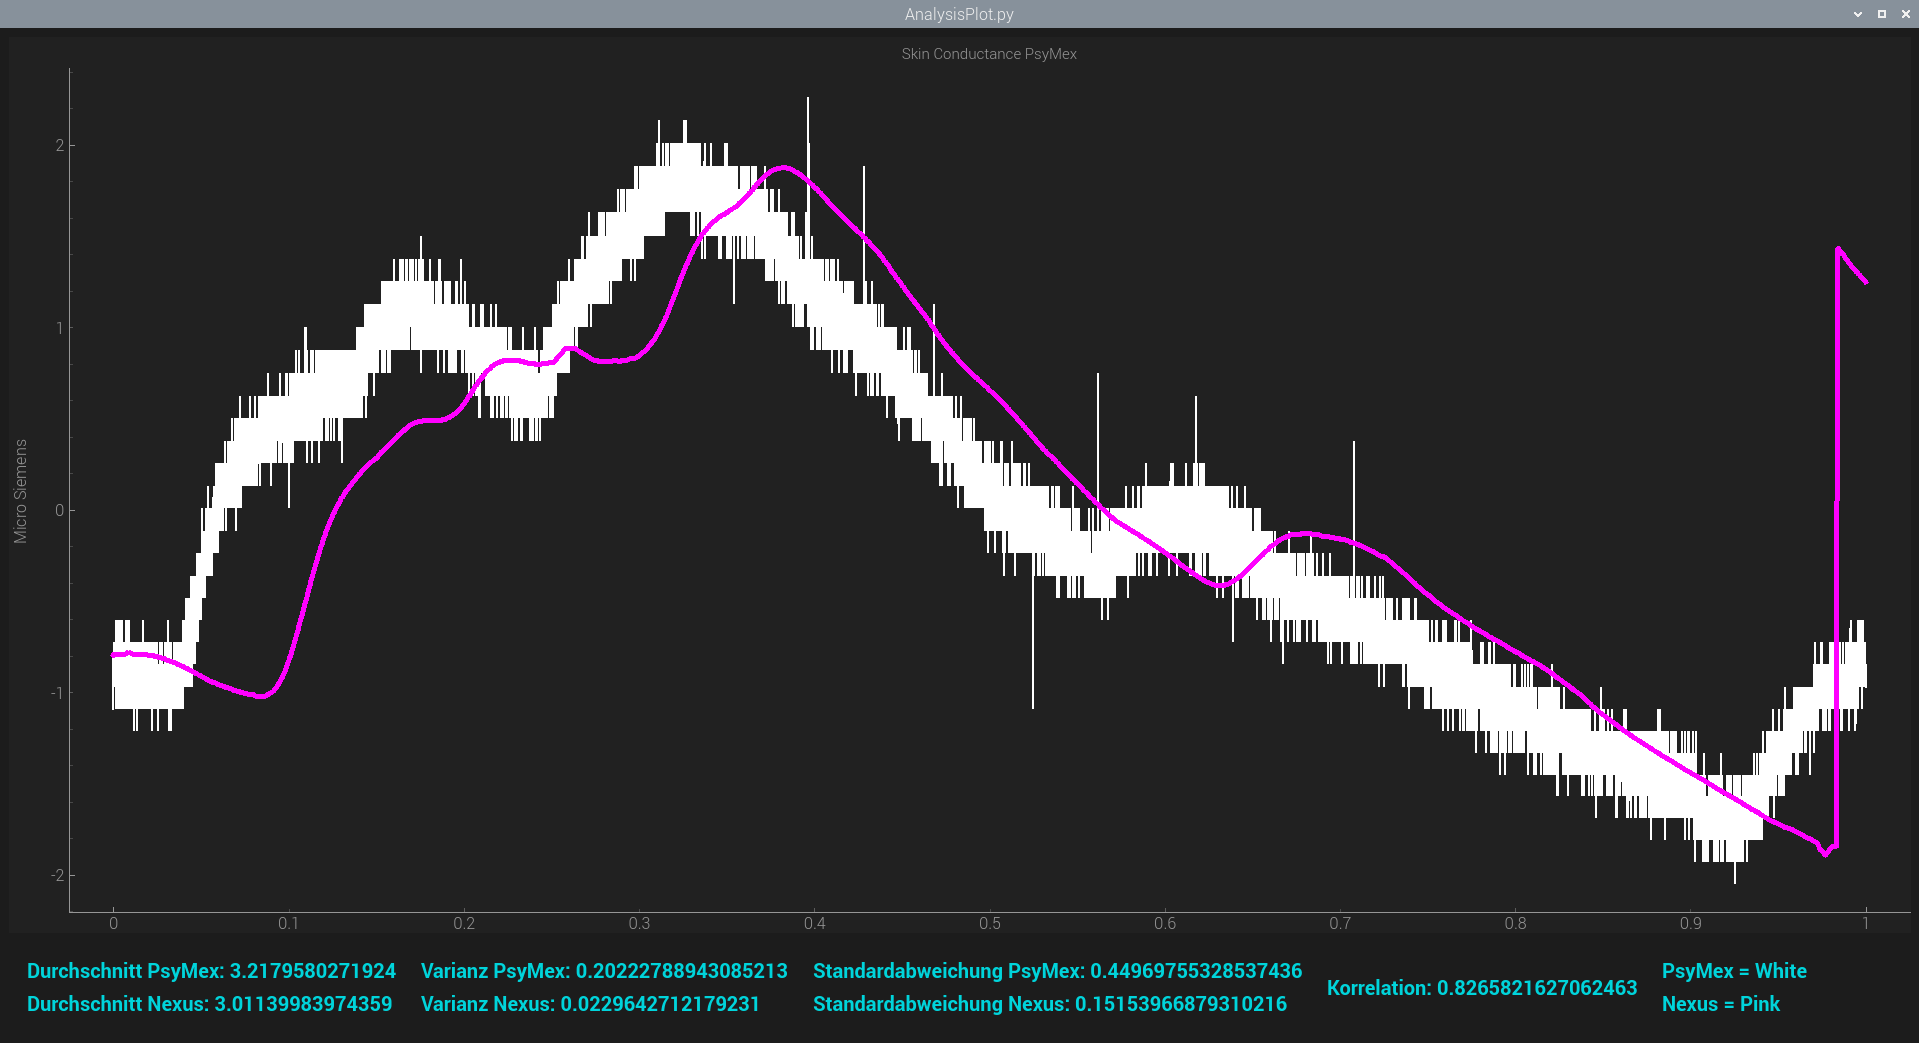 AnalysisPlot.py
Skin Conductance PsyMex
Micro Siemens
2
1
0
-1
-2
0
0.1
0.2
0.3
0.4
0.5
0.6
0.7
0.8
0.9
1
Durchschnitt PsyMex: 3.2179580271924
Varianz PsyMex: 0.20222788943085213
Standardabweichung PsyMex: 0.44969755328537436
Korrelation: 0.8265821627062463
PsyMex = White
Durchschnitt Nexus: 3.01139983974359
Varianz Nexus: 0.0229642712179231
Standardabweichung Nexus: 0.15153966879310216
Nexus = Pink